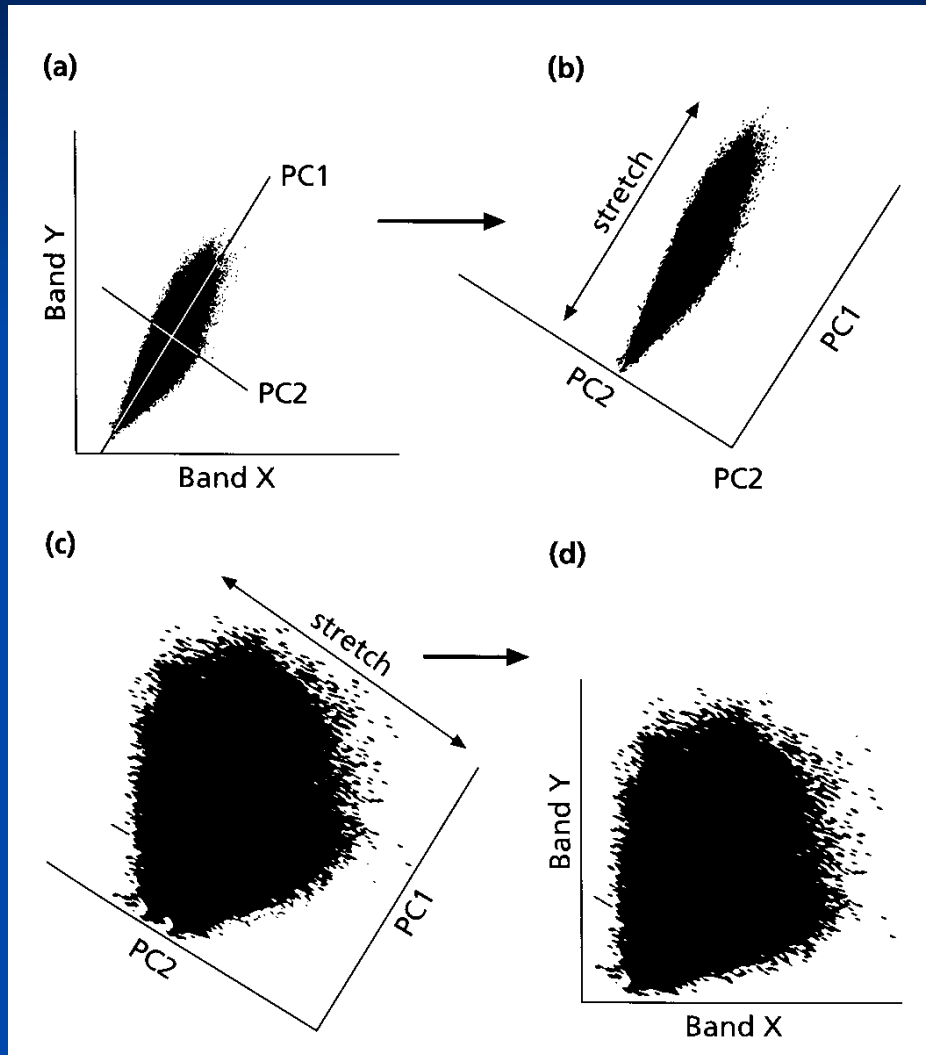 (a)
Band Y
PC1
PC2
Band X
(b)
stretch
PC1
PC2
PC2
(c)
stretch
PC1
PC2
(d)
Band Y
Band X